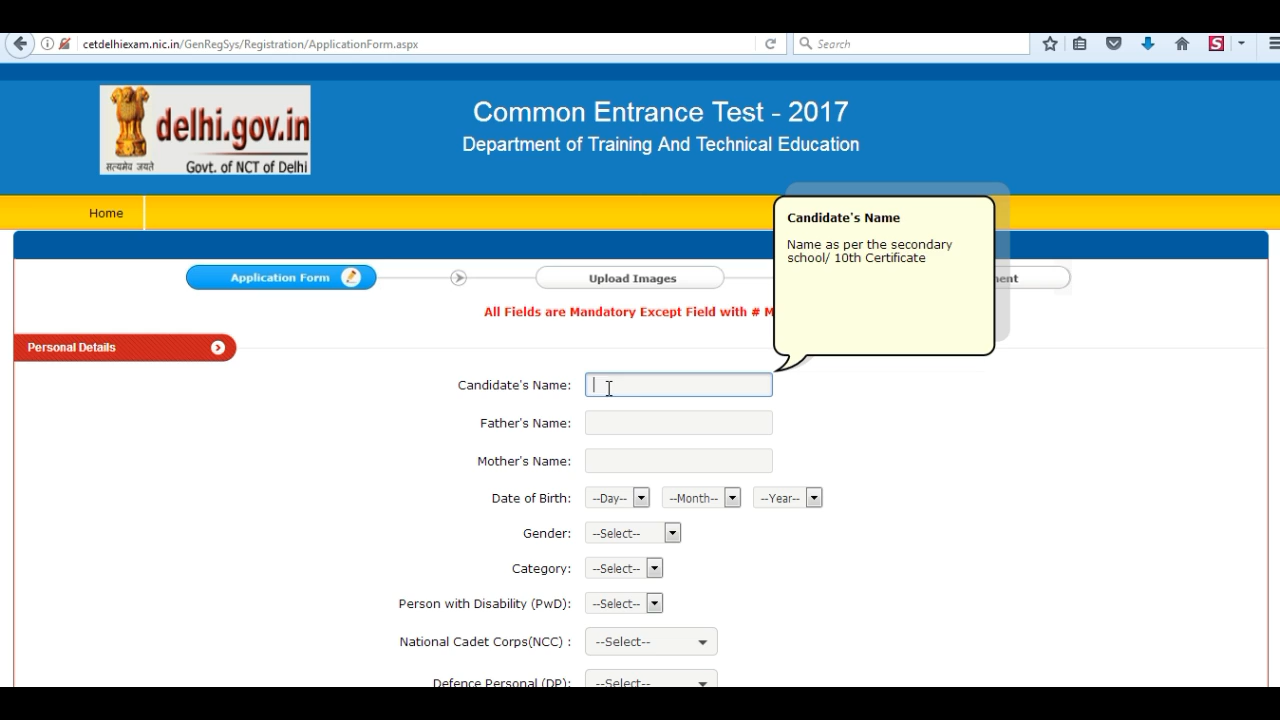 cetdelhiexam.nic.in/GenRegSys/Registration/ApplicationForm.aspx
Search
S
delhi.gov.in
सत्यमेव जयते
Govt. of NCT of Delhi
Common Entrance Test - 2017
Department of Training And Technical Education
Home
Candidate's Name
Name as per the secondary
school/ 10th Certificate
Application Form
Upload Images
All Fields are Mandatory Except Field with #
Personal Details
Candidate's Name:
Father's Name:
Mother's Name:
Date of Birth: --Day-- --Month-- --Year--
Gender: --Select--
Category: --Select--
Person with Disability (PwD): --Select--
National Cadet Corps(NCC) : --Select--
Defence Personal (DP): --Select--